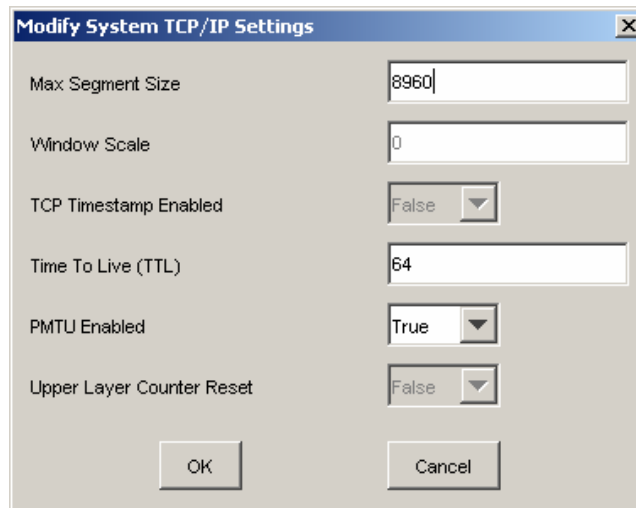 Modify System TCP/IP Settings
Max Segment Size 8960
Window Scale 0
TCP Timestamp Enabled False
Time To Live (TTL) 64
PMTU Enabled True
Upper Layer Counter Reset False
OK Cancel